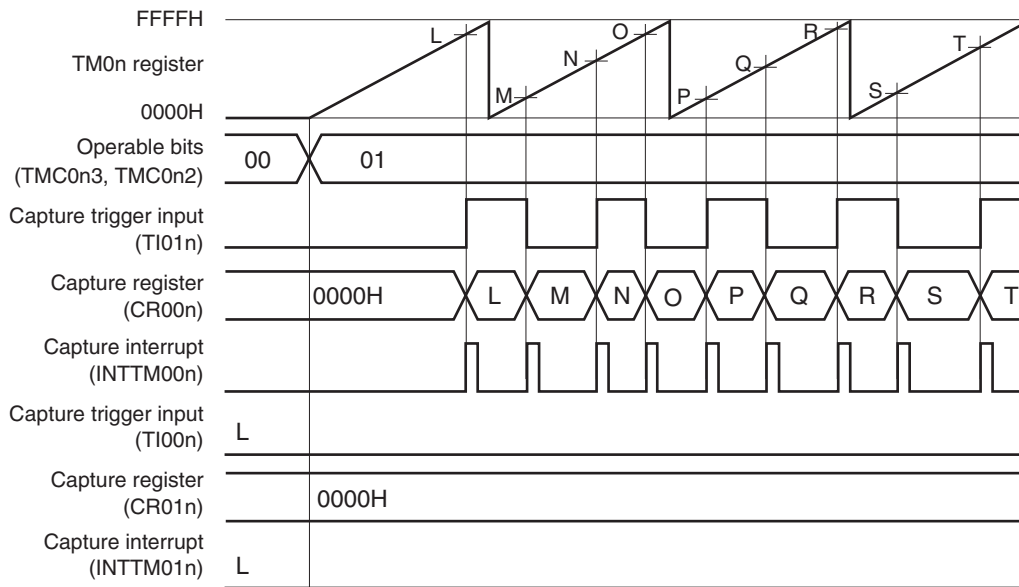 FFFFH
TM0n register
0000H
L M N O P Q R S T
Operable bits
(TMC0n3, TMC0n2)
00 01
Capture trigger input
(TI01n)
Capture register
(CR00n)
0000H L M N O P Q R S T
Capture interrupt
(INTTM00n)
Capture trigger input
(TI00n)
L
Capture register
(CR01n)
0000H
Capture interrupt
(INTTM01n)
L